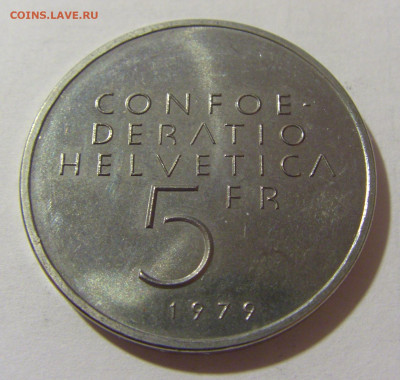 COINS.LAVE.RU
CONFOE-
DERATIO
HELVETICA
5 FR
1979